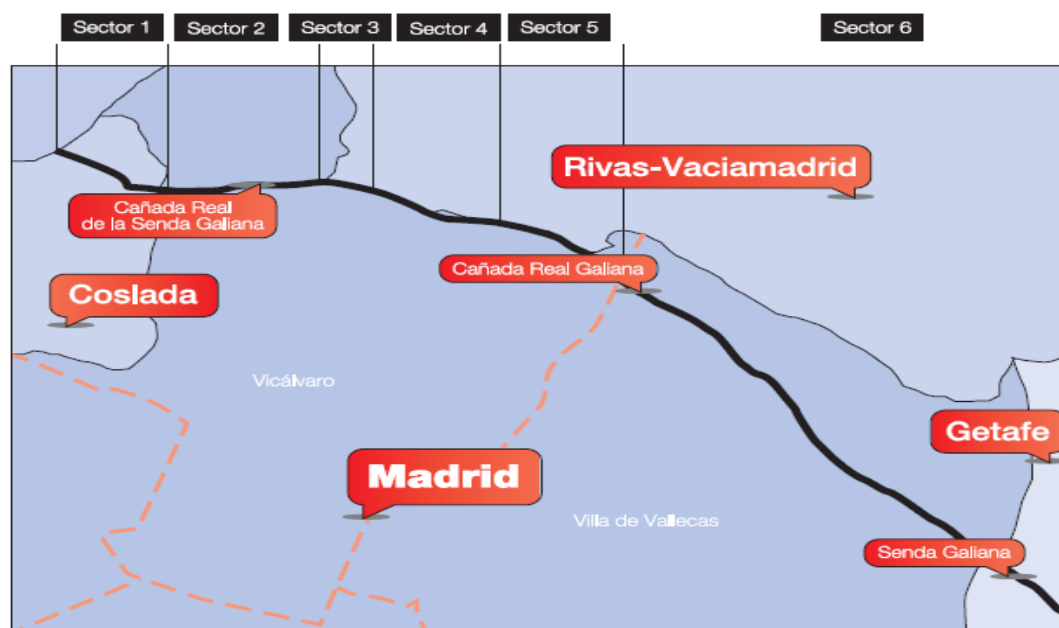 Sector 1
Sector 2
Sector 3
Sector 4
Sector 5
Sector 6
Rivas-Vaciamadrid
Cañada Real
de la Senda Galiana
Cañada Real Galiana
Coslada
Vicálvaro
Getafe
Madrid
Villa de Vallecas
Senda Galiana